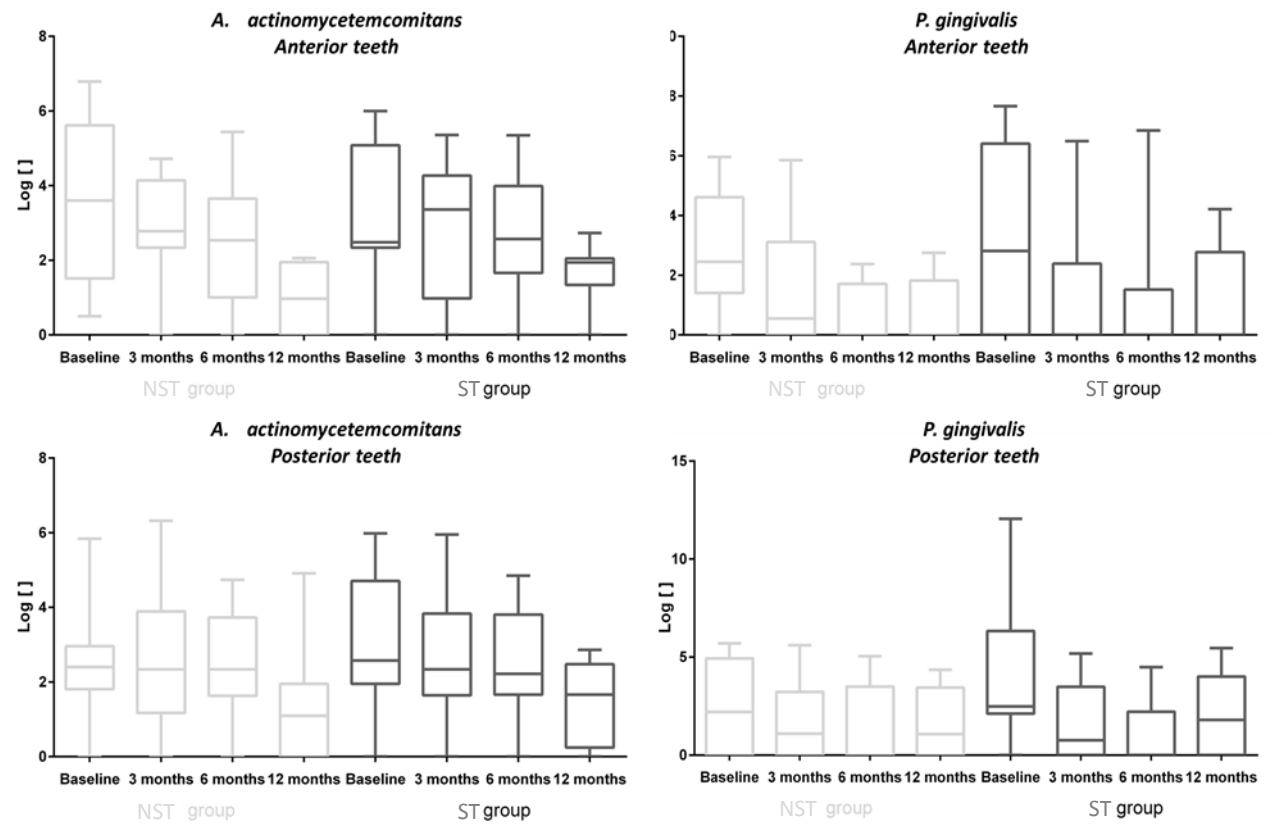 A. actinomycetemcomitans
Anterior teeth
8
6
4
2
0
Log [ ]
Baseline 3 months 6 months 12 months Baseline 3 months 6 months 12 months
NST group ST group
P. gingivalis
Anterior teeth
0
8
6
4
2
0
Baseline 3 months 6 months 12 months Baseline 3 months 6 months 12 months
NST group ST group
A. actinomycetemcomitans
Posterior teeth
8
6
4
2
0
Log [ ]
Baseline 3 months 6 months 12 months Baseline 3 months 6 months 12 months
NST group ST group
P. gingivalis
Posterior teeth
15
10
5
0
Log [ ]
Baseline 3 months 6 months 12 months Baseline 3 months 6 months 12 months
NST group ST group